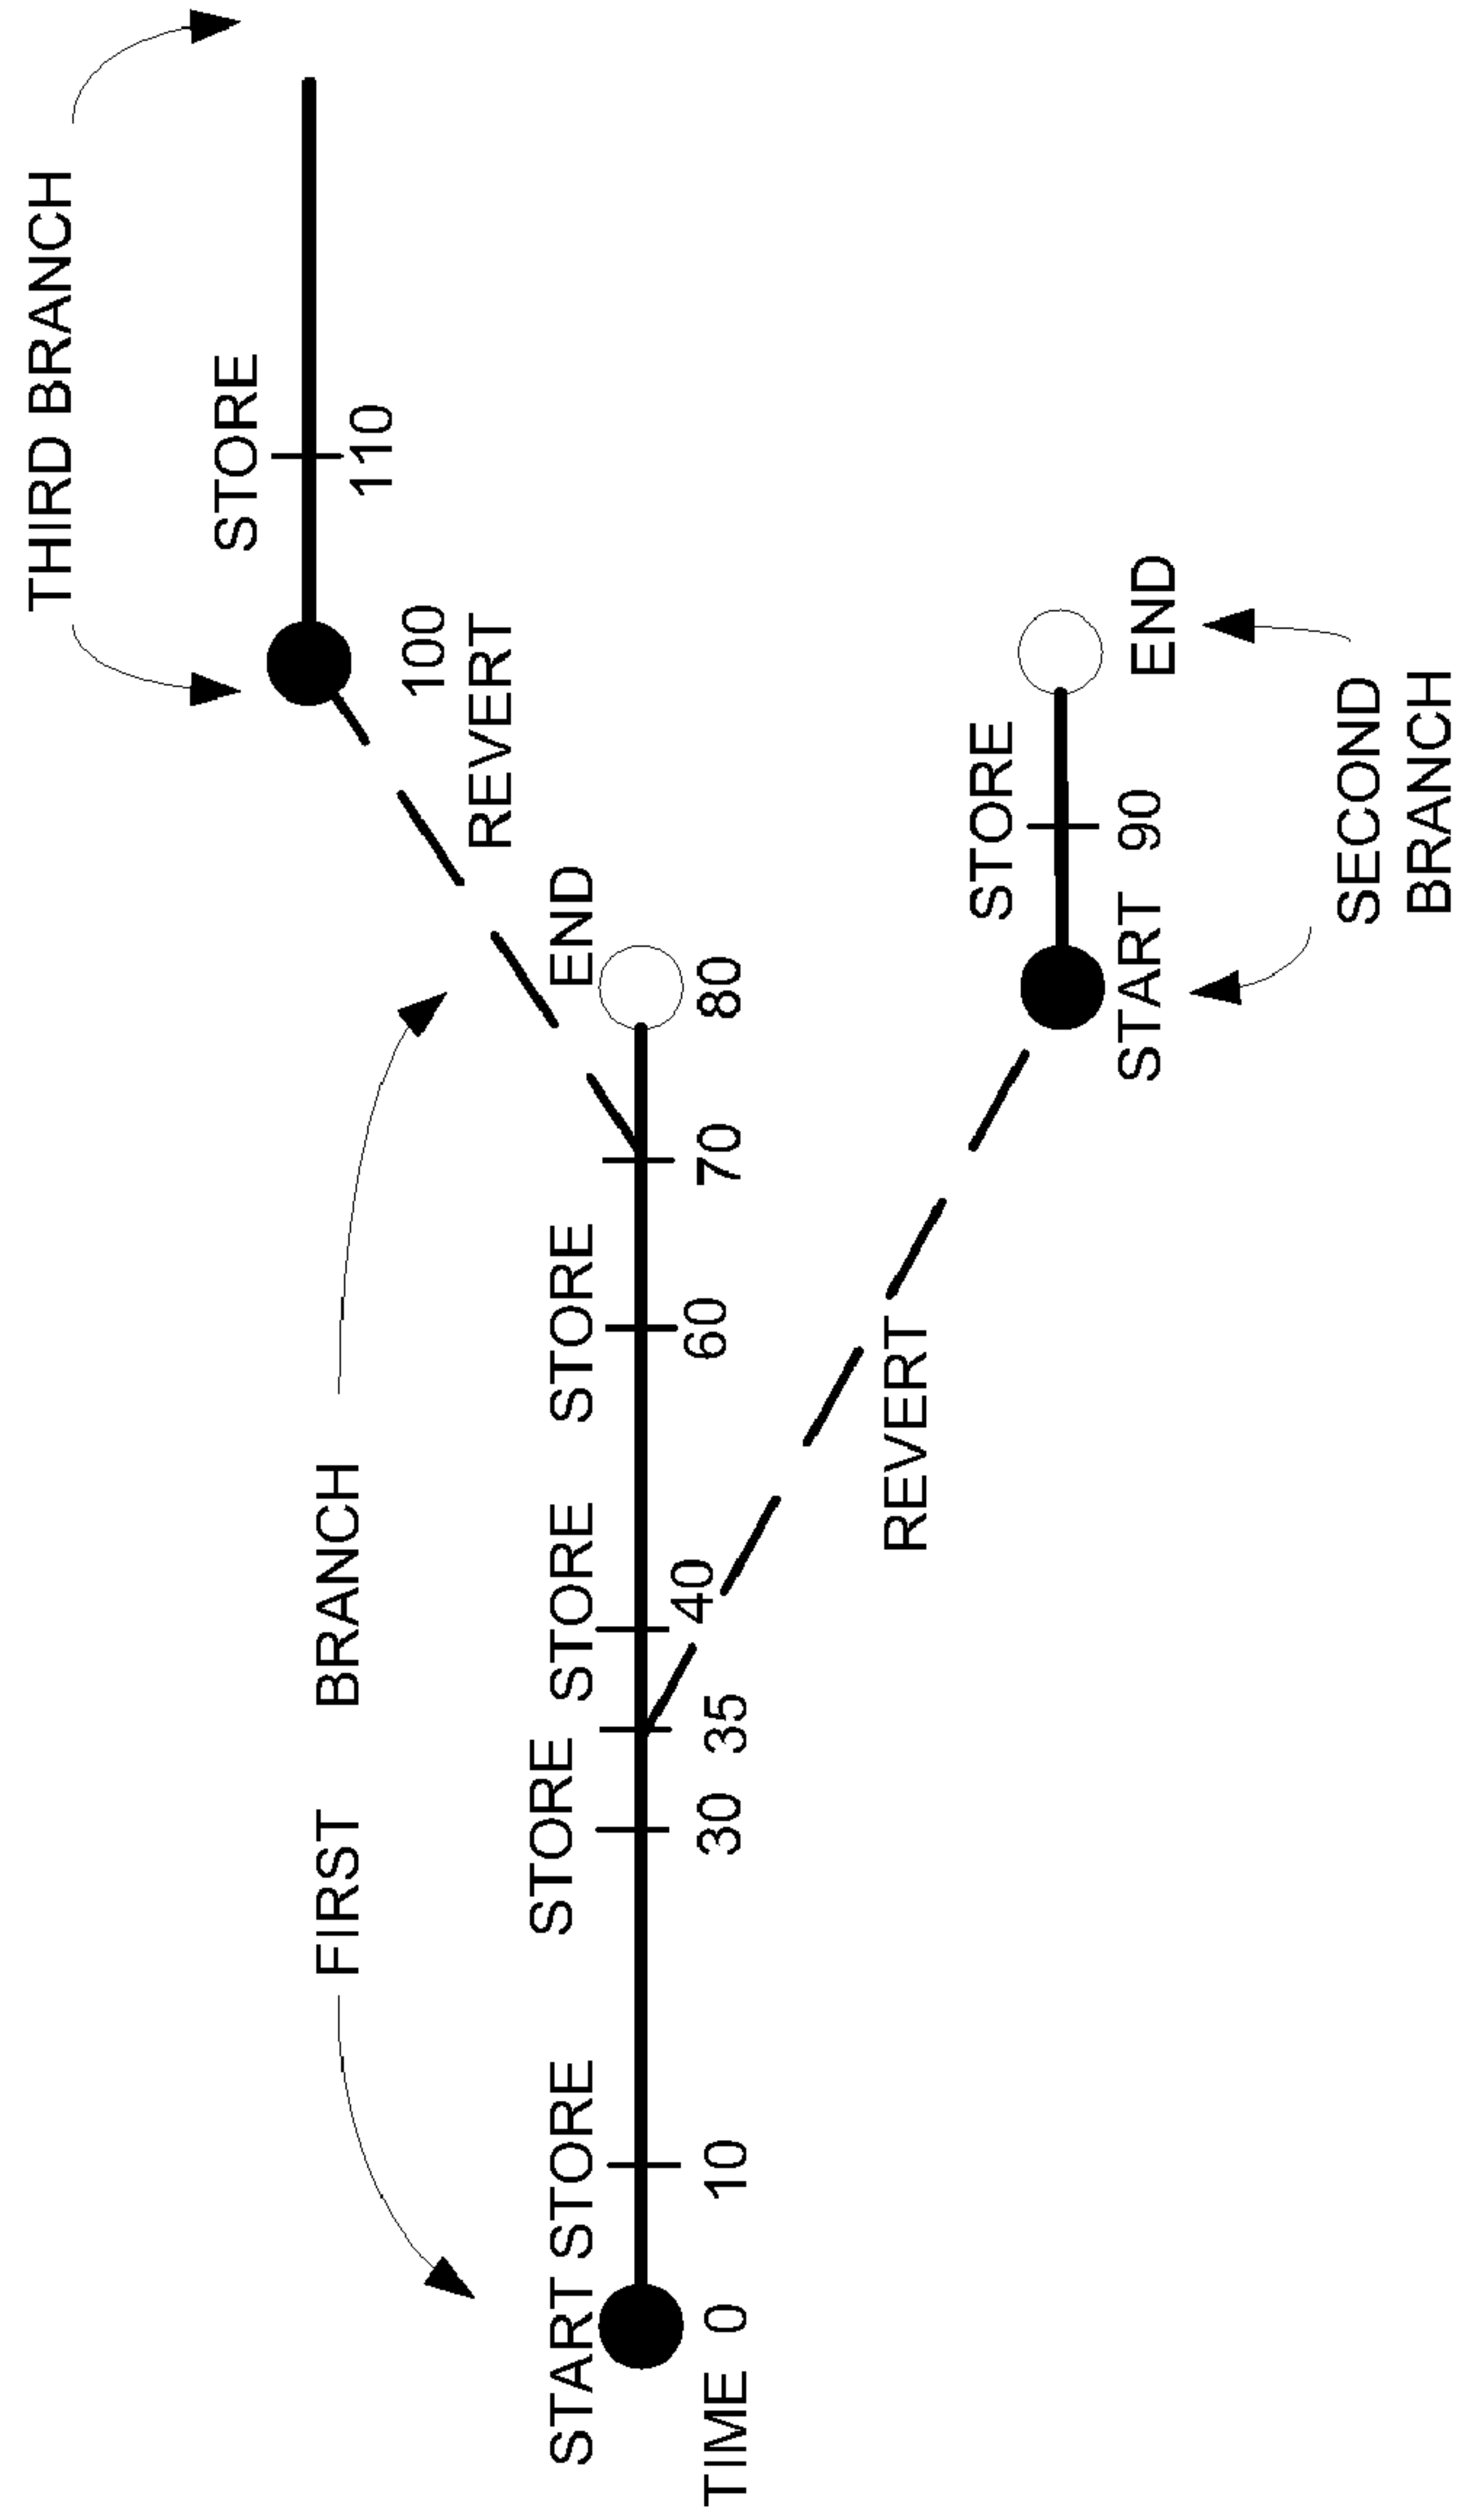 THIRD BRANCH
STORE
110
100
REVERT
FIRST BRANCH
END
START STORE STORE STORE STORE
TIME 0 10 30 35 40 60 70 80
REVERT
STORE
START 90 END
SECOND
BRANCH